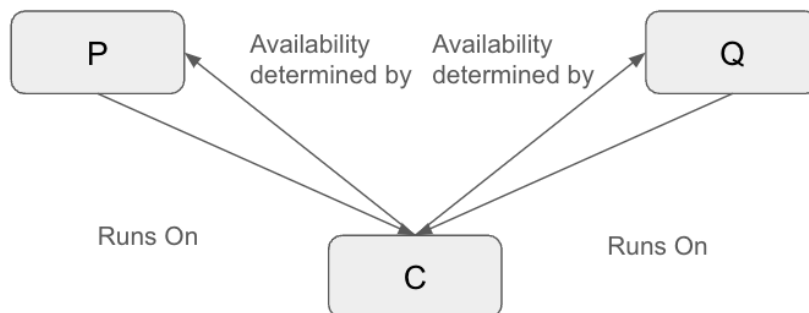 P
Availability
determined by
Availability
determined by
Q
Runs On
C
Runs On